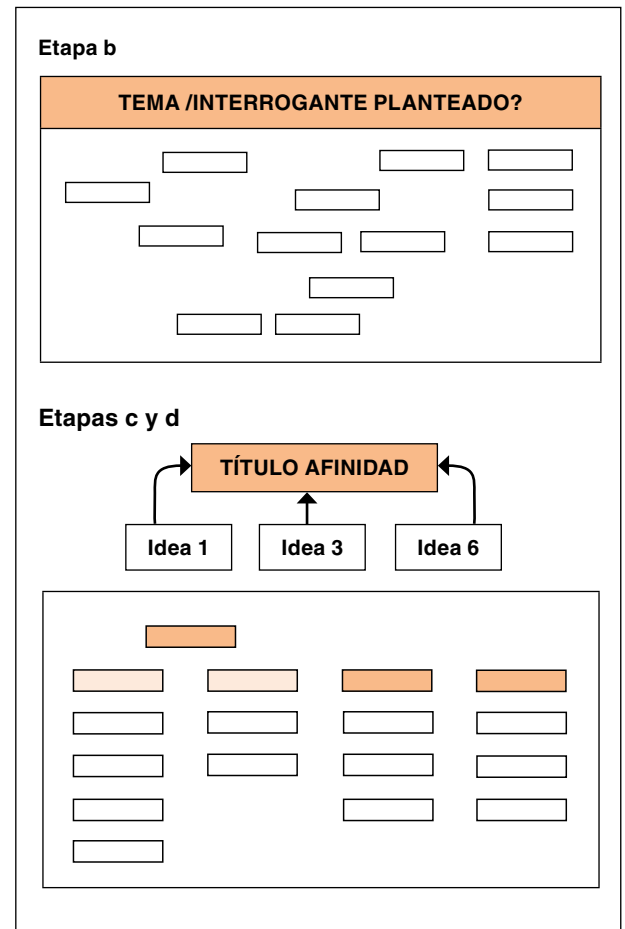 Etapa b
TEMA /INTERROGANTE PLANTEADO?
Etapas c y d
TÍTULO AFINIDAD
Idea 1
Idea 3
Idea 6